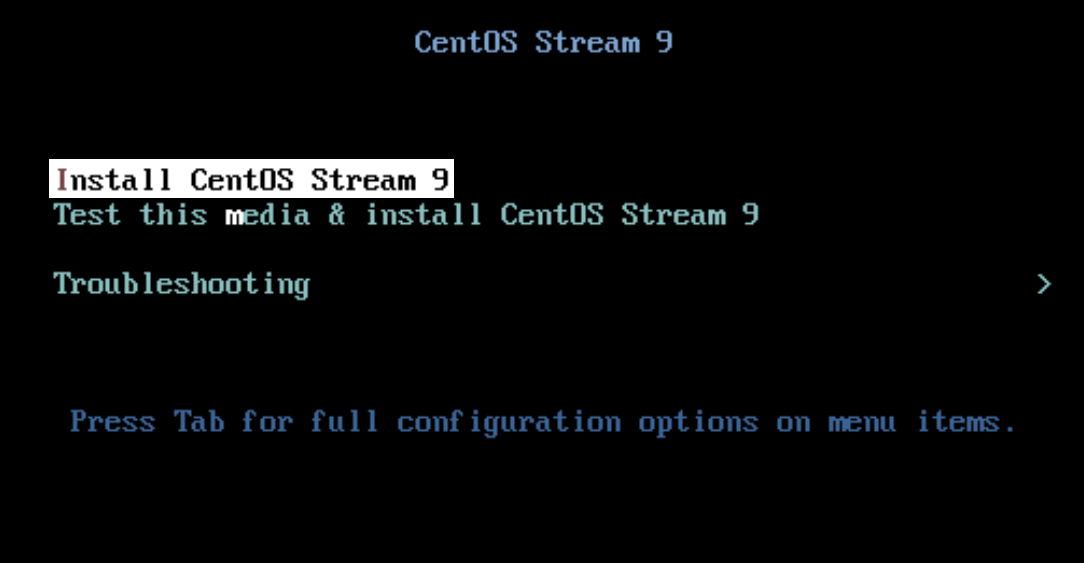 CentOS Stream 9
Install CentOS Stream 9
Test this media & install CentOS Stream 9
Troubleshooting >
Press Tab for full configuration options on menu items.